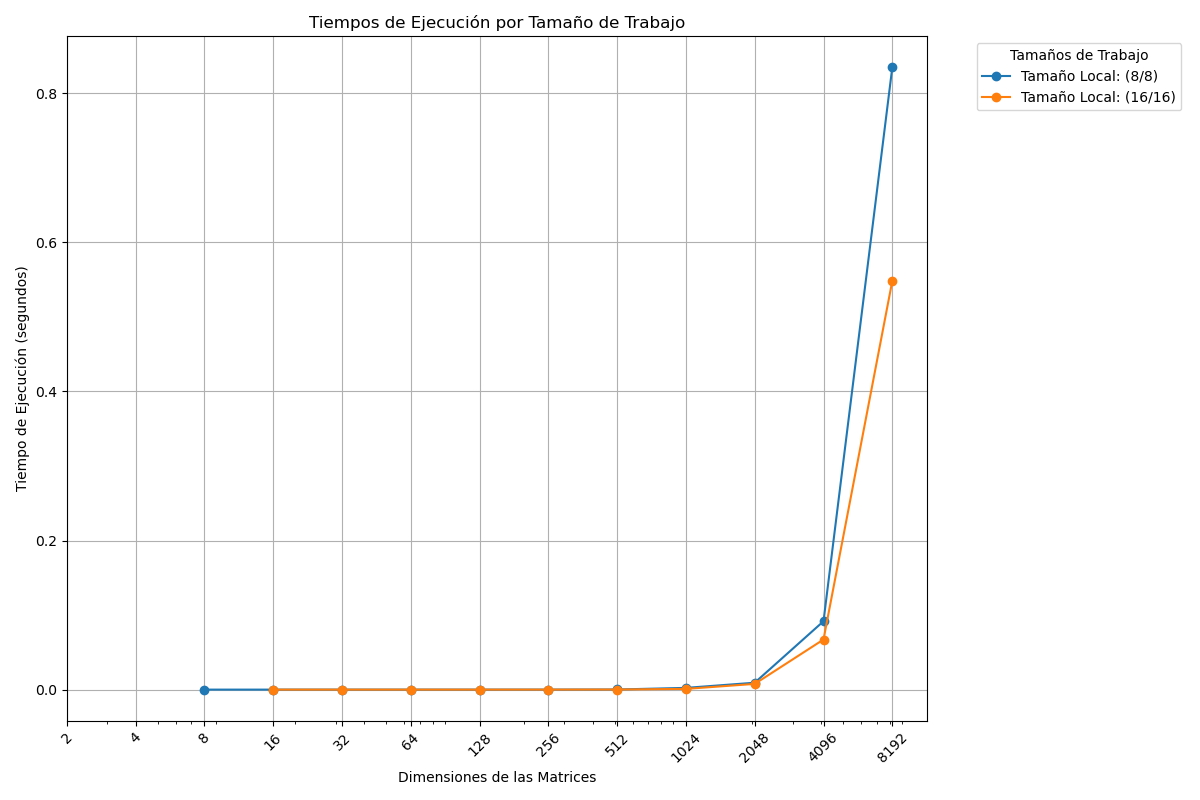 Tiempos de Ejecución por Tamaño de Trabajo
Tamaños de Trabajo
Tamaño Local: (8/8)
Tamaño Local: (16/16)
Tiempo de Ejecución (segundos)
0.8
0.6
0.4
0.2
0.0
2 4 8 16 32 64 128 256 512 1024 2048 4096 8192
Dimensiones de las Matrices